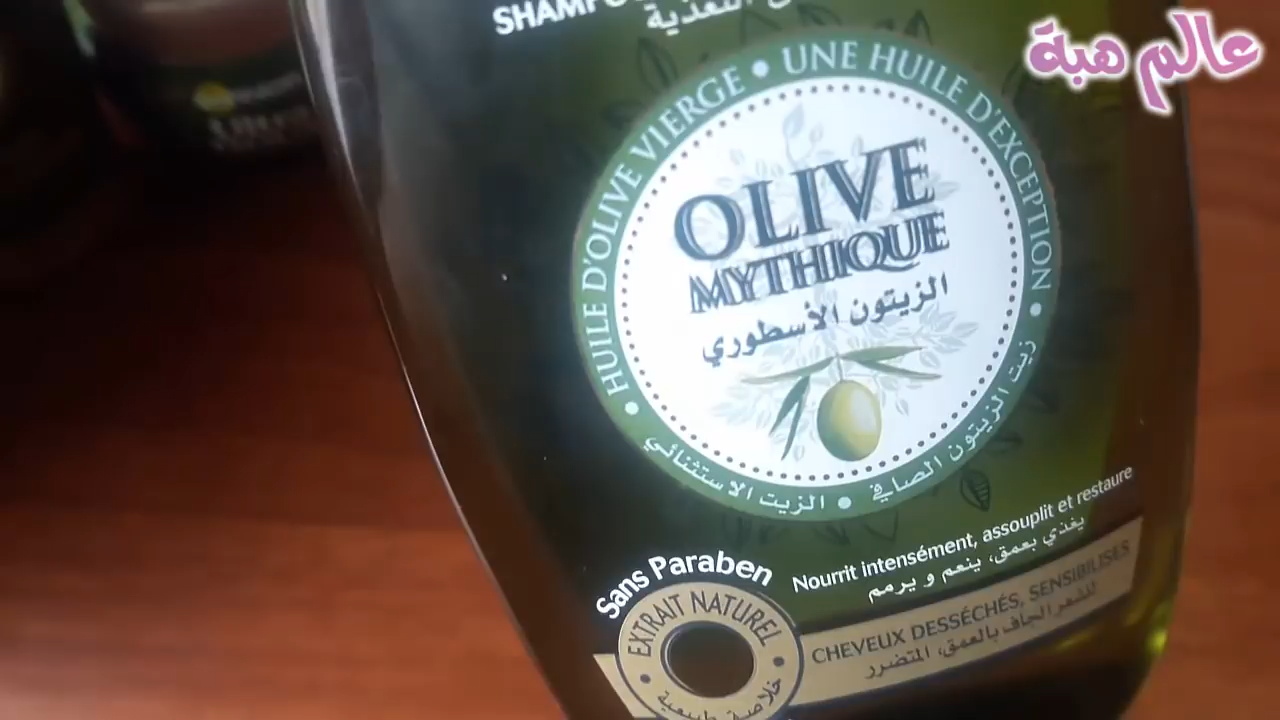 عالم هبة
التغذية
HUILE D'OLIVE VIERGE • UNE HUILE D'EXCEPTION •
OLIVE
MYTHIQUE
الزيتون الأسطوري
زيت الزيتون الصافي • الزيت الاستثنائي •
Nourrit intensément, assouplit et restaure
يغذي بعمق، ينعم و يرمم
Sans Paraben
EXTRAIT NATUREL
خلاصة طبيعية
CHEVEUX DESSÉCHÉS, SENSIBILISES
للشعر الجاف بالعمق، المتضرر